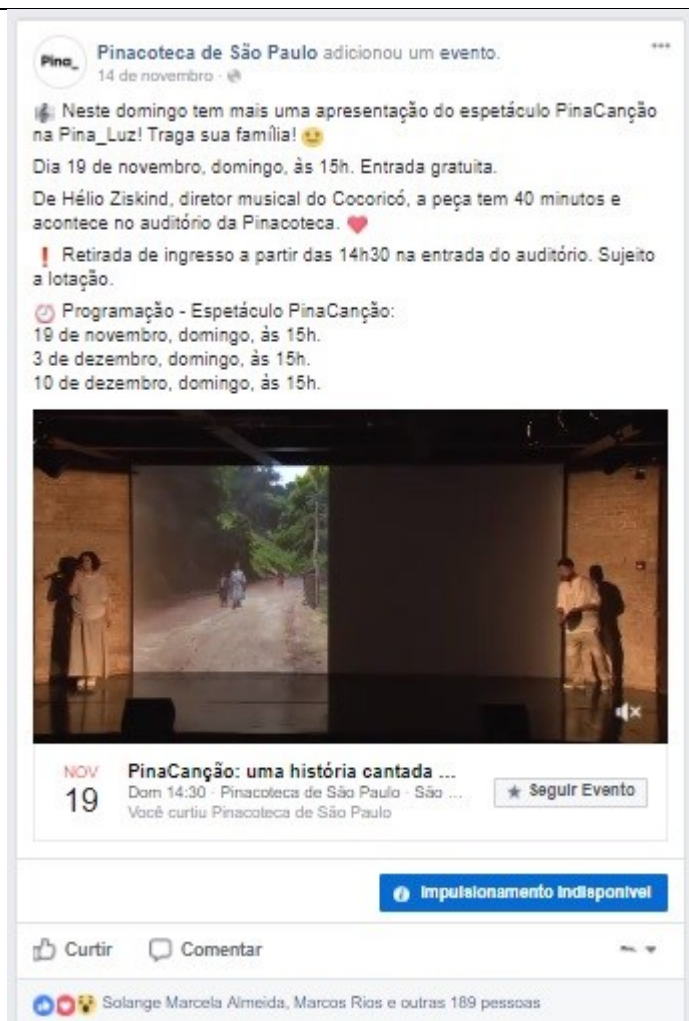 Pina_
Pinacoteca de São Paulo adicionou um evento.
14 de novembro ·
Neste domingo tem mais uma apresentação do espetáculo PinaCanção
na Pina_Luz! Traga sua família!
Dia 19 de novembro, domingo, às 15h. Entrada gratuita.
De Hélio Ziskind, diretor musical do Cocoricó, a peça tem 40 minutos e
acontece no auditório da Pinacoteca.
Retirada de ingresso a partir das 14h30 na entrada do auditório. Sujeito
a lotação.
Programação - Espetáculo PinaCanção:
19 de novembro, domingo, às 15h.
3 de dezembro, domingo, às 15h.
10 de dezembro, domingo, às 15h.
NOV
19
PinaCanção: uma história cantada ...
Dom 14:30 · Pinacoteca de São Paulo · São ...
Você curtiu Pinacoteca de São Paulo
Seguir Evento
Impulsionamento Indisponível
Curtir
Comentar
Solange Marcela Almeida, Marcos Rios e outras 189 pessoas